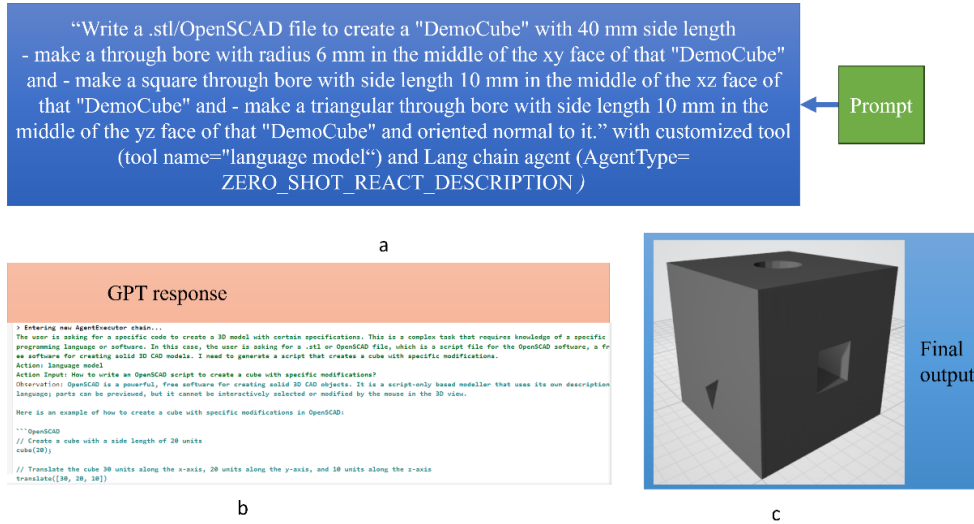 “Write a .stl/OpenSCAD file to create a "DemoCube" with 40 mm side length
- make a through bore with radius 6 mm in the middle of the xy face of that "DemoCube"
and - make a square through bore with side length 10 mm in the middle of the xz face of
that "DemoCube" and - make a triangular through bore with side length 10 mm in the
middle of the yz face of that "DemoCube" and oriented normal to it.” with customized tool
(tool name="language model“) and Lang chain agent (AgentType=
ZERO_SHOT_REACT_DESCRIPTION )
Prompt
a
GPT response
> Entering new AgentExecutor chain...
The user is asking for a specific code to create a 3D model with certain specifications. This is a complex task that requires knowledge of a specific
programming language or software. In this case, the user is asking for a .stl or OpenSCAD file, which is a script file for the OpenSCAD software, a fr
ee software for creating solid 3D CAD models. I need to generate a script that creates a cube with specific modifications.
Action: language model
Action Input: How to write an OpenSCAD script to create a cube with specific modifications?
Observation: OpenSCAD is a powerful, free software for creating solid 3D CAD objects. It is a script-only based modeller that uses its own description
language; parts can be previewed, but it cannot be interactively selected or modified by the mouse in the 3D view.
Here is an example of how to create a cube with specific modifications in OpenSCAD:
```OpenSCAD
// Create a cube with a side length of 20 units
cube(20);
// Translate the cube 30 units along the x-axis, 20 units along the y-axis, and 10 units along the z-axis
translate([30, 20, 10])
b
Final
output
c